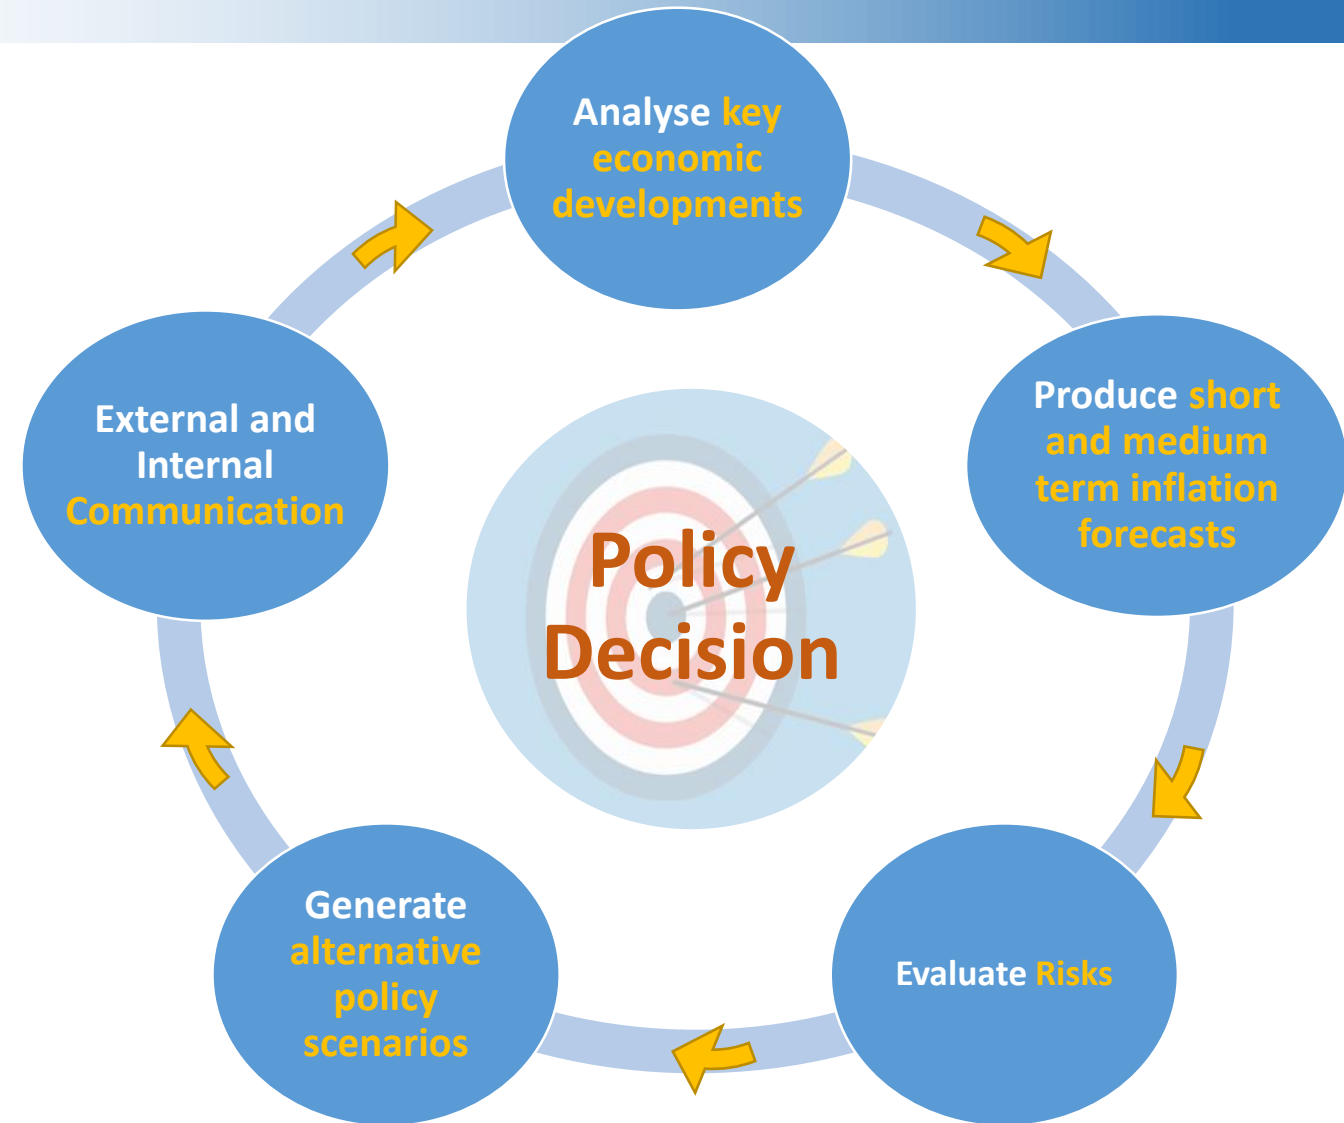 Analyse key
economic
developments
Produce short
and medium
term inflation
forecasts
Evaluate Risks
Generate
alternative
policy
scenarios
External and
Internal
Communication
Policy
Decision